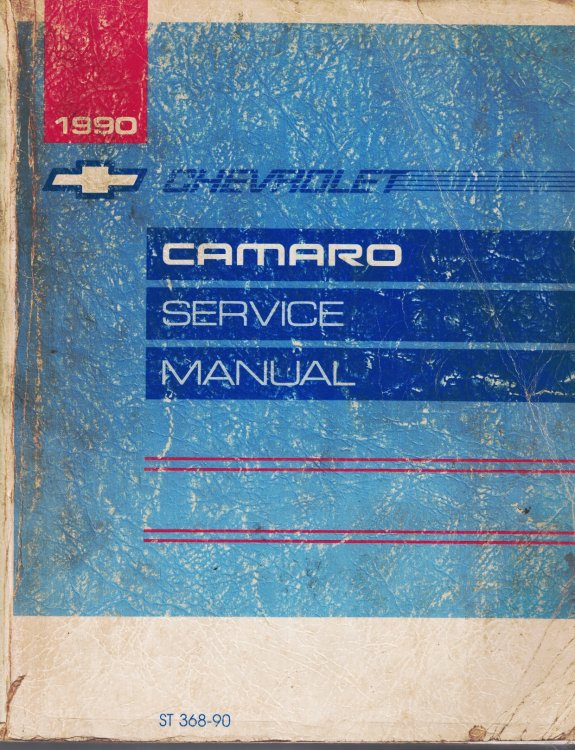 1990
CHEVROLET
CAMARO
SERVICE
MANUAL
ST 368-90